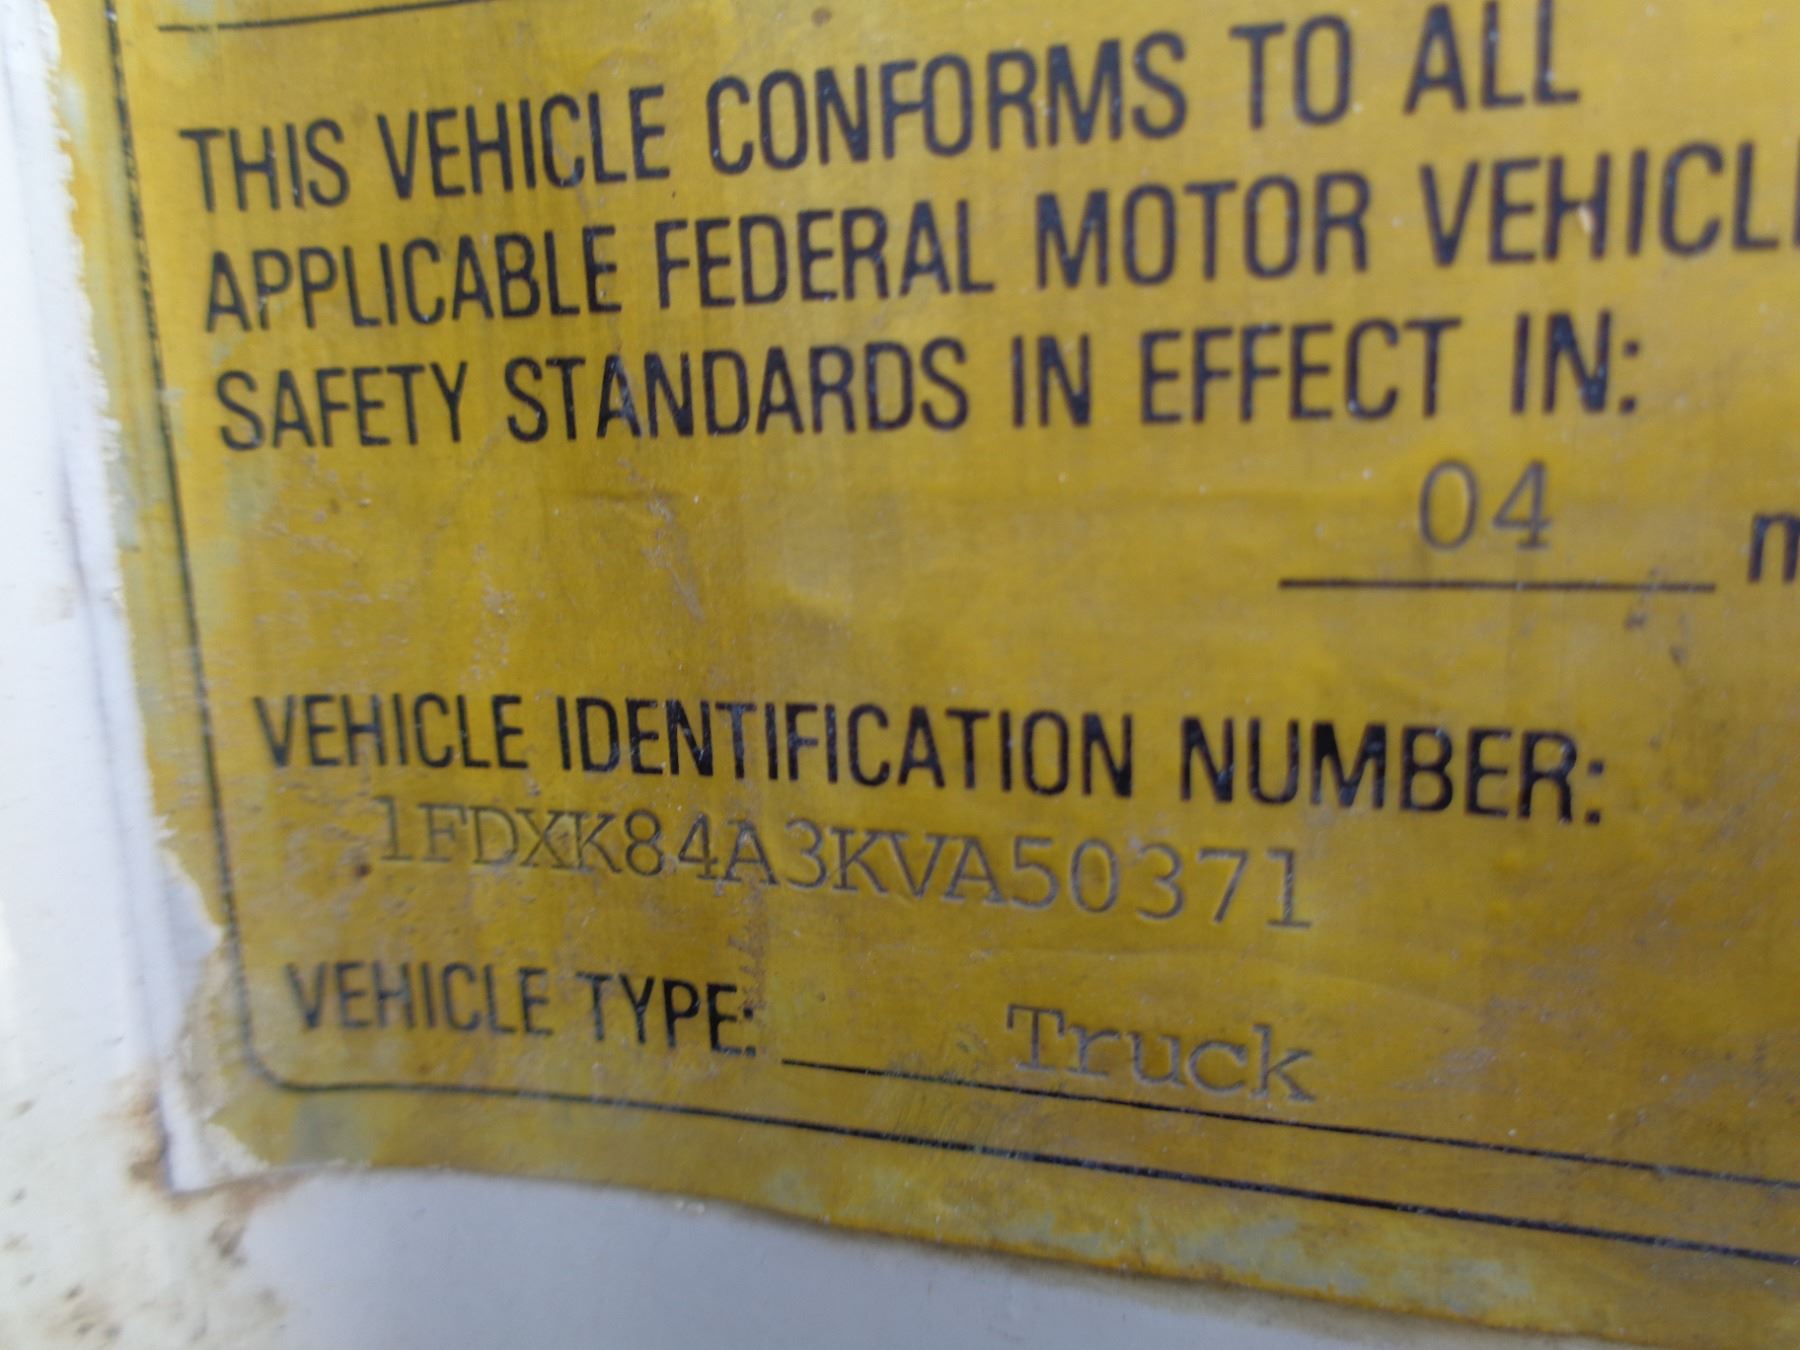 THIS VEHICLE CONFORMS TO ALL
APPLICABLE FEDERAL MOTOR VEHICL
SAFETY STANDARDS IN EFFECT IN:
04
VEHICLE IDENTIFICATION NUMBER:
1FDXK84A3KVA50371
VEHICLE TYPE: Truck